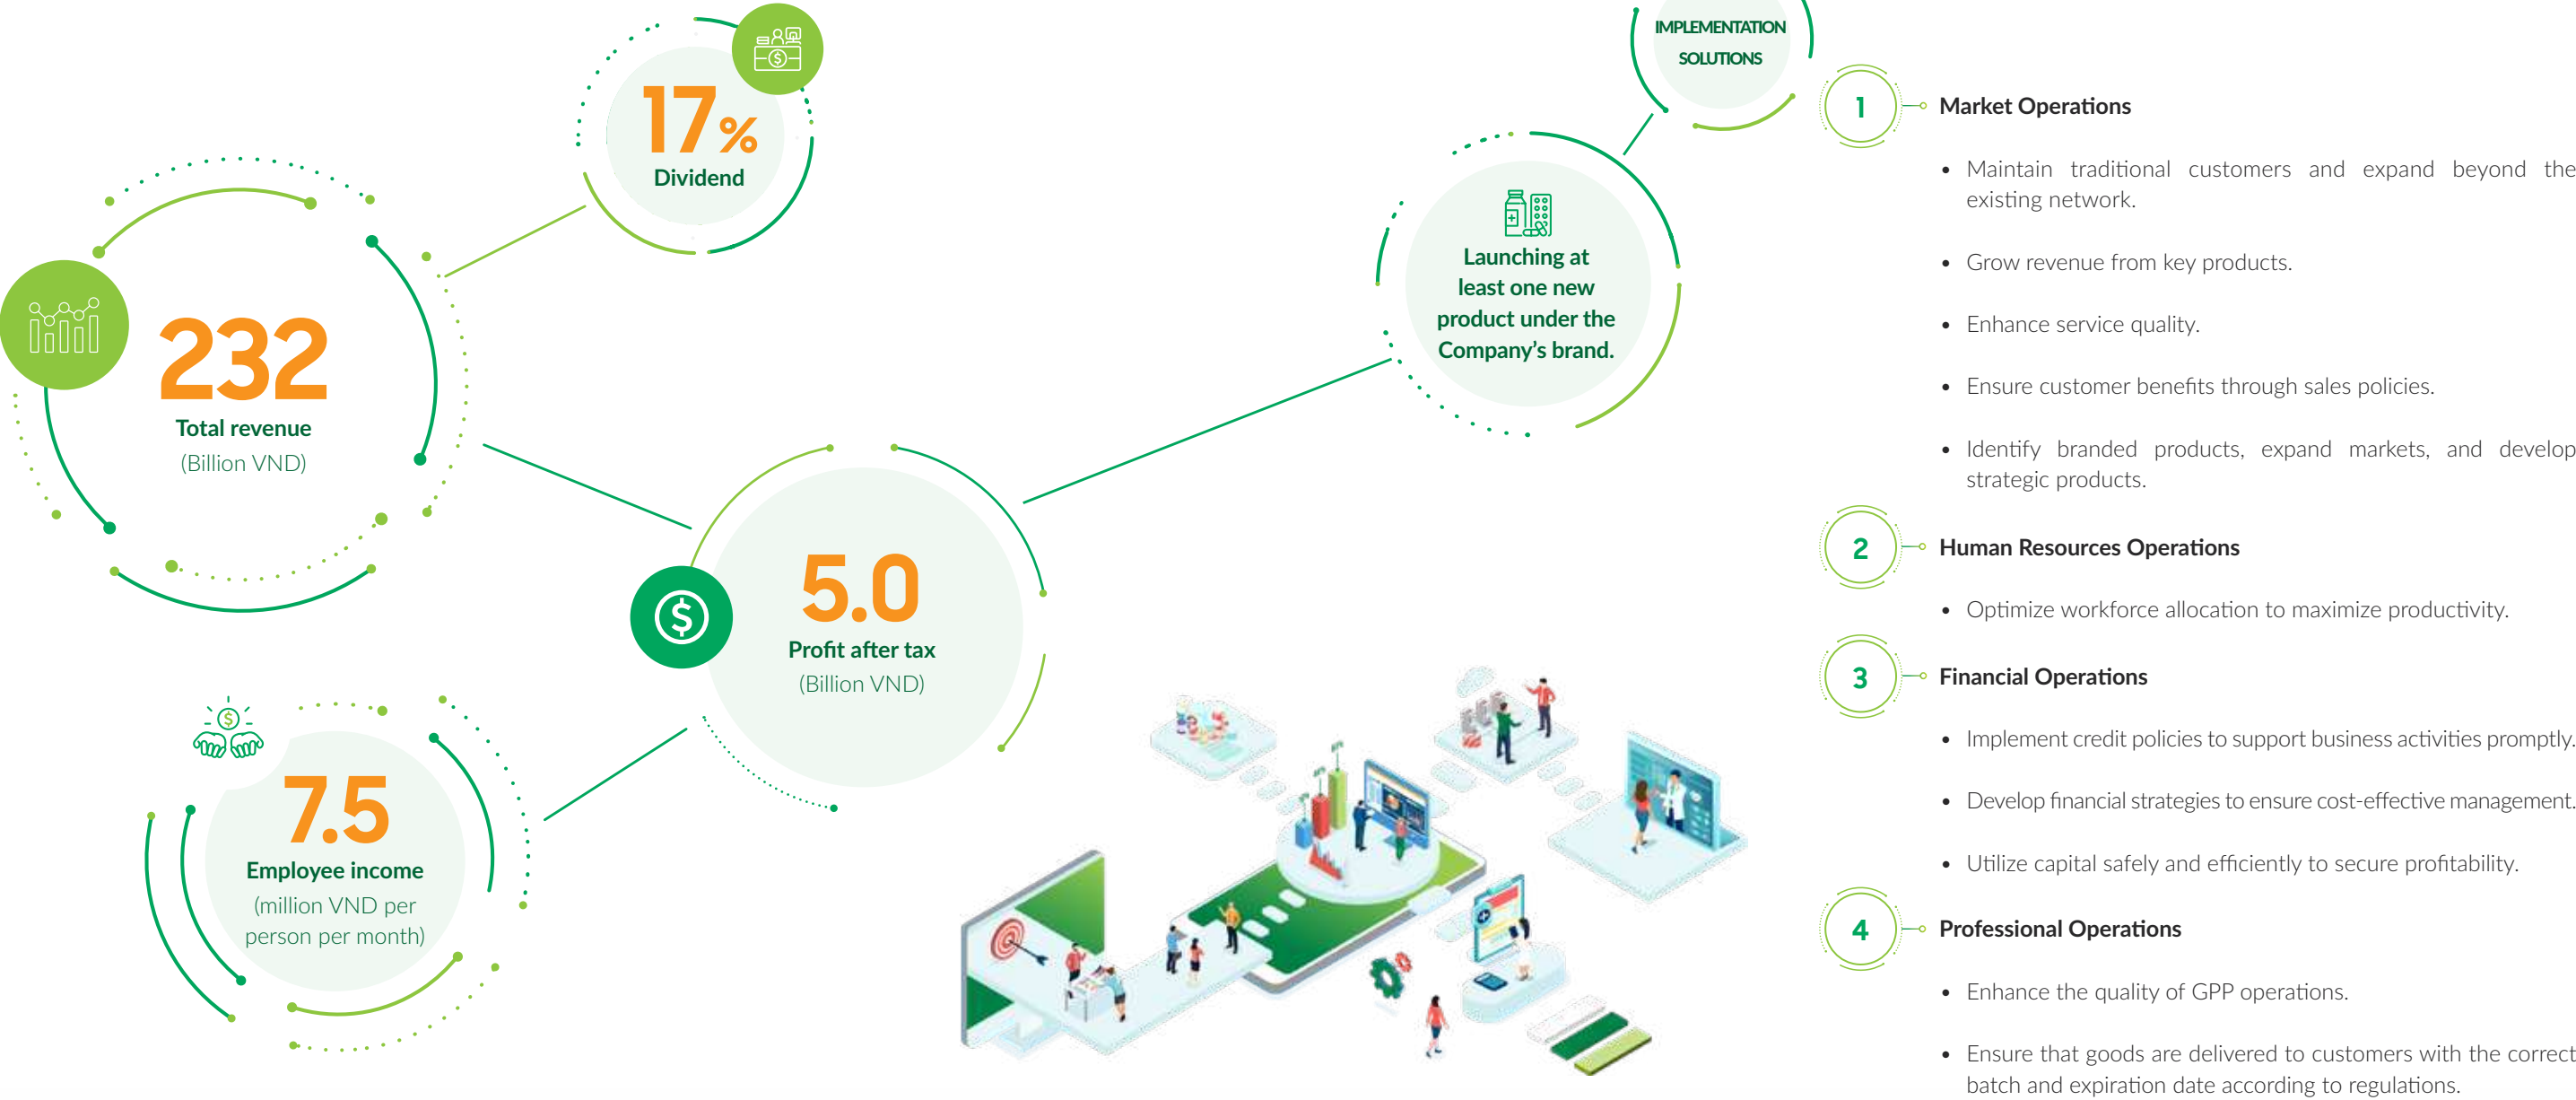 17%
Dividend
232
Total revenue
(Billion VND)
5.0
Profit after tax
(Billion VND)
7.5
Employee income
(million VND per
person per month)
Launching at
least one new
product under the
Company’s brand.
IMPLEMENTATION
SOLUTIONS
1
Market Operations
• Maintain traditional customers and expand beyond the
existing network.
• Grow revenue from key products.
• Enhance service quality.
• Ensure customer benefits through sales policies.
• Identify branded products, expand markets, and develop
strategic products.
2
Human Resources Operations
• Optimize workforce allocation to maximize productivity.
3
Financial Operations
• Implement credit policies to support business activities promptly.
• Develop financial strategies to ensure cost-effective management.
• Utilize capital safely and efficiently to secure profitability.
4
Professional Operations
• Enhance the quality of GPP operations.
• Ensure that goods are delivered to customers with the correct
batch and expiration date according to regulations.